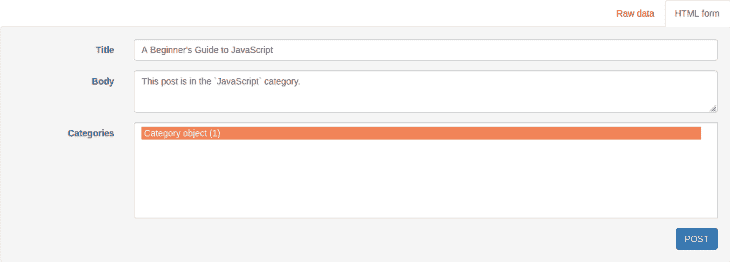 Raw data HTML form
Title A Beginner's Guide to JavaScript
Body This post is in the `JavaScript` category.
Categories Category object (1)
POST